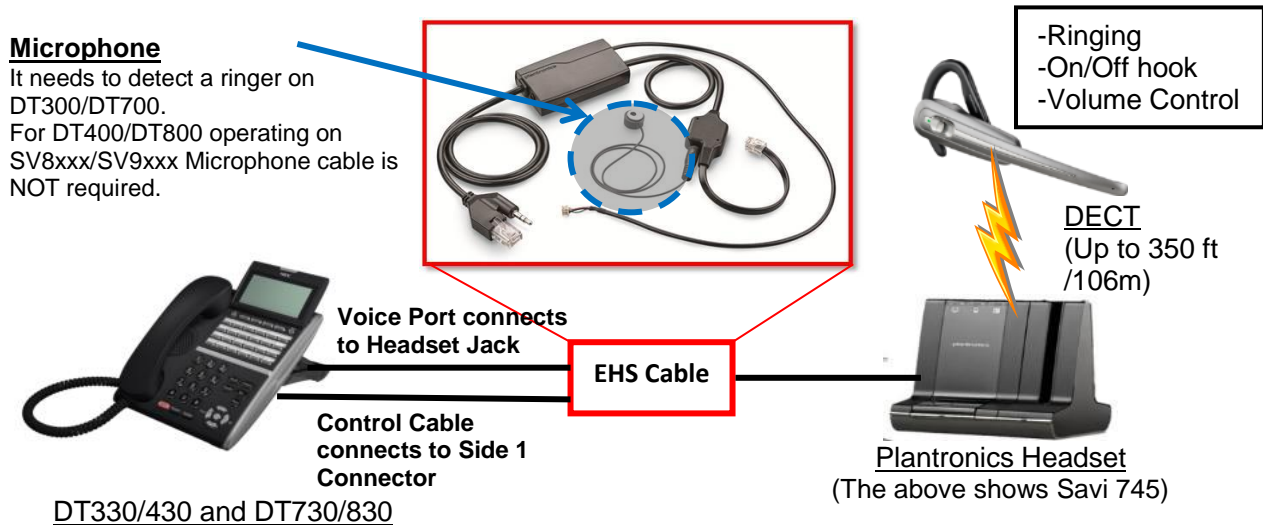 Microphone
It needs to detect a ringer on
DT300/DT700.
For DT400/DT800 operating on
SV8xxx/SV9xxx Microphone cable is
NOT required.
-Ringing
-On/Off hook
-Volume Control
DECT
(Up to 350 ft
/106m)
Voice Port connects
to Headset Jack
EHS Cable
Control Cable
connects to Side 1
Connector
Plantronics Headset
(The above shows Savi 745)
DT330/430 and DT730/830